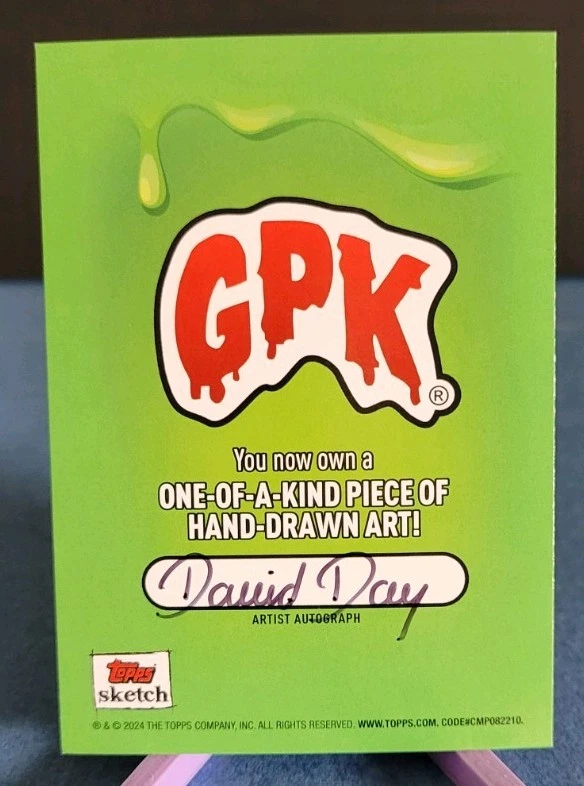 GPK
®
You now own a
ONE-OF-A-KIND PIECE OF
HAND-DRAWN ART!
David Day
ARTIST AUTOGRAPH
topps
sketch
® & © 2024 THE TOPPS COMPANY, INC. ALL RIGHTS RESERVED. WWW.TOPPS.COM. CODE#CMP082210.